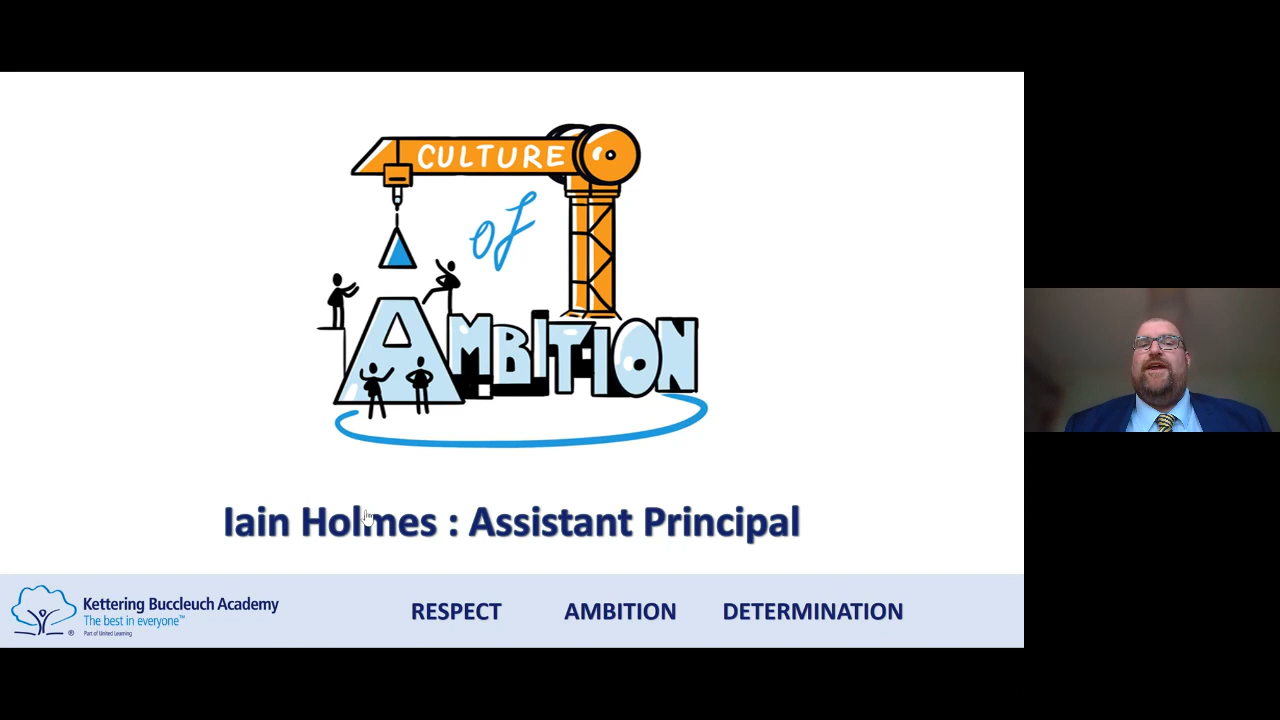 CULTURE
of
AMBITION
Iain Holmes : Assistant Principal
Kettering Buccleuch Academy
The best in everyone™
Part of United Learning
®
RESPECT AMBITION DETERMINATION